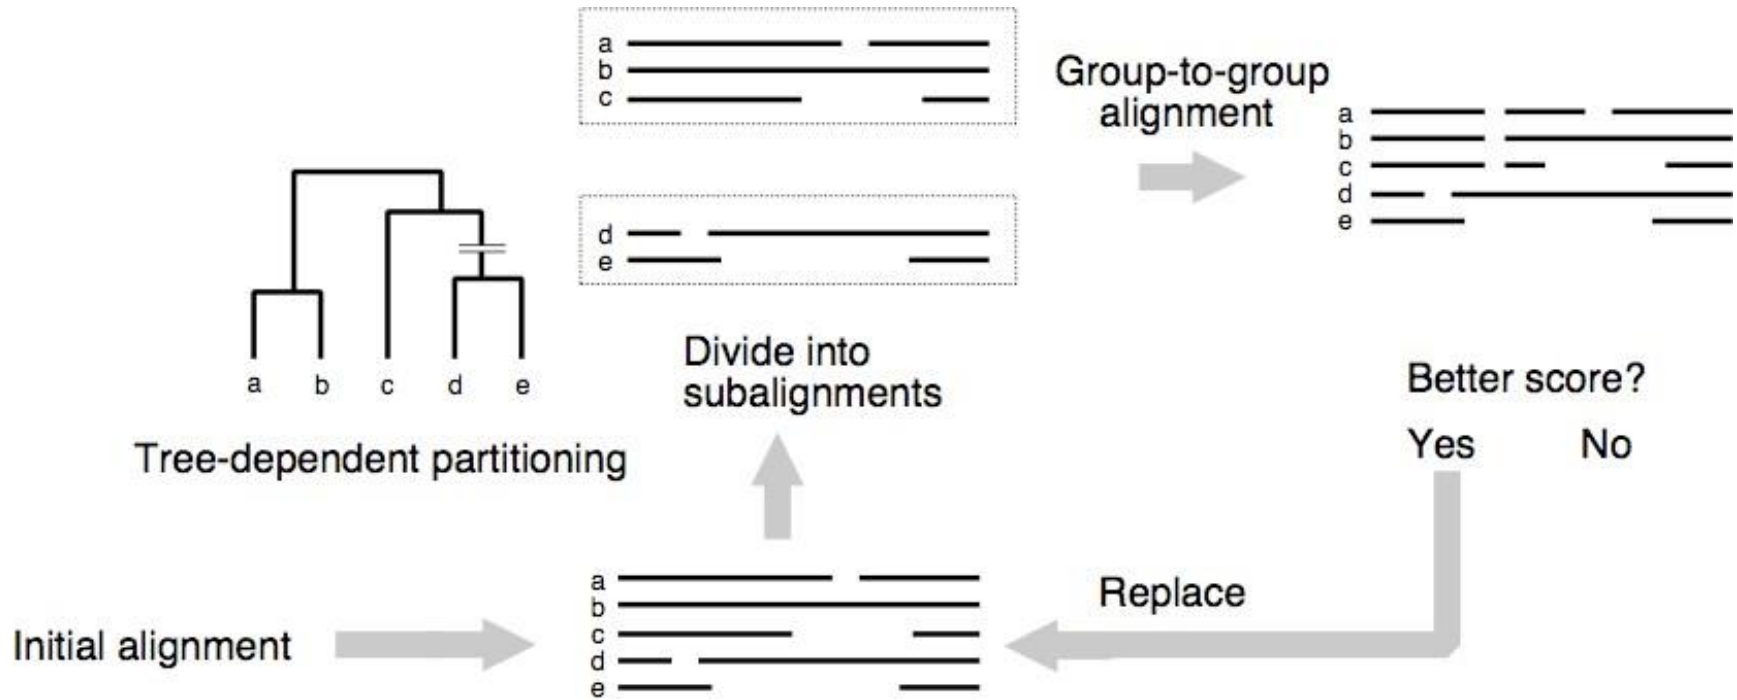 a
b
c
Group-to-group
alignment
a
b
c
d
e
d
e
a b c d e
Tree-dependent partitioning
Divide into
subalignments
Better score?
Yes No
Initial alignment
a
b
c
d
e
Replace